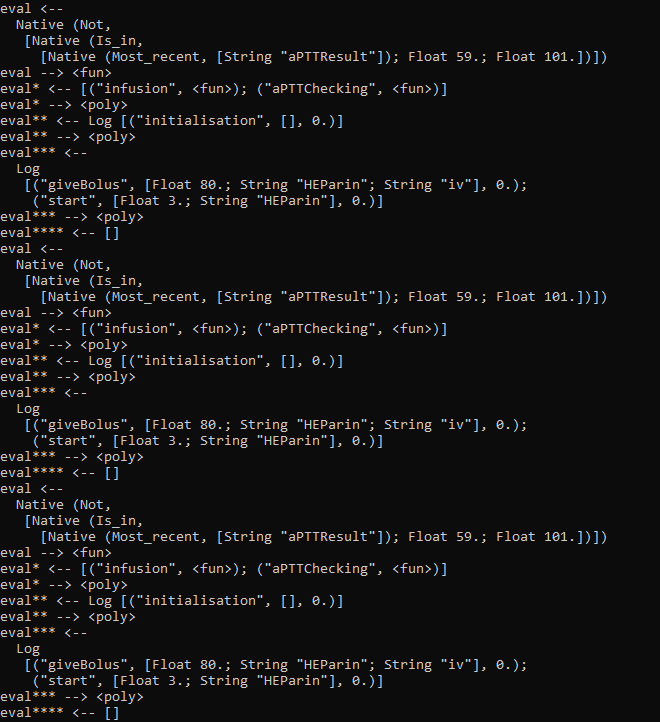 eval <--
  Native (Not,
   [Native (Is_in,
     [Native (Most_recent, [String "aPTTResult"]); Float 59.; Float 101.])])
eval --> <fun>
eval* <-- [("infusion", <fun>); ("aPTTChecking", <fun>)]
eval* --> <poly>
eval** <-- Log [("initialisation", [], 0.)]
eval** --> <poly>
eval*** <--
  Log
   [("giveBolus", [Float 80.; String "HEParin"; String "iv"], 0.);
    ("start", [Float 3.; String "HEParin"], 0.)]
eval*** --> <poly>
eval**** <-- []
eval <--
  Native (Not,
   [Native (Is_in,
     [Native (Most_recent, [String "aPTTResult"]); Float 59.; Float 101.])])
eval --> <fun>
eval* <-- [("infusion", <fun>); ("aPTTChecking", <fun>)]
eval* --> <poly>
eval** <-- Log [("initialisation", [], 0.)]
eval** --> <poly>
eval*** <--
  Log
   [("giveBolus", [Float 80.; String "HEParin"; String "iv"], 0.);
    ("start", [Float 3.; String "HEParin"], 0.)]
eval*** --> <poly>
eval**** <-- []
eval <--
  Native (Not,
   [Native (Is_in,
     [Native (Most_recent, [String "aPTTResult"]); Float 59.; Float 101.])])
eval --> <fun>
eval* <-- [("infusion", <fun>); ("aPTTChecking", <fun>)]
eval* --> <poly>
eval** <-- Log [("initialisation", [], 0.)]
eval** --> <poly>
eval*** <--
  Log
   [("giveBolus", [Float 80.; String "HEParin"; String "iv"], 0.);
    ("start", [Float 3.; String "HEParin"], 0.)]
eval*** --> <poly>
eval**** <-- []